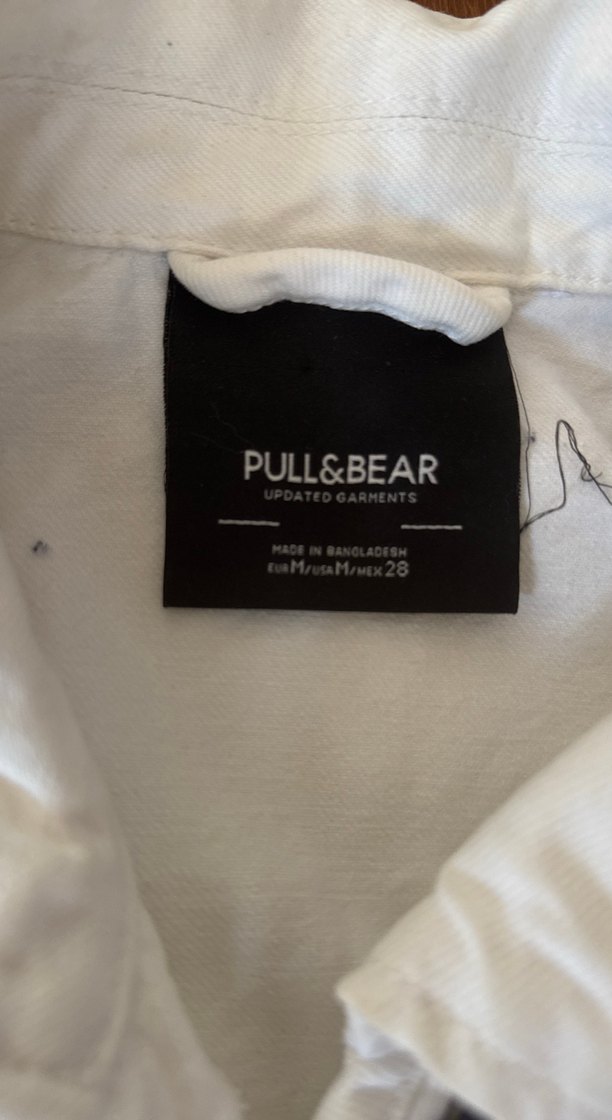 PULL&BEAR
UPDATED GARMENTS
MADE IN BANGLADESH
EUR M/USA M/MEX 28